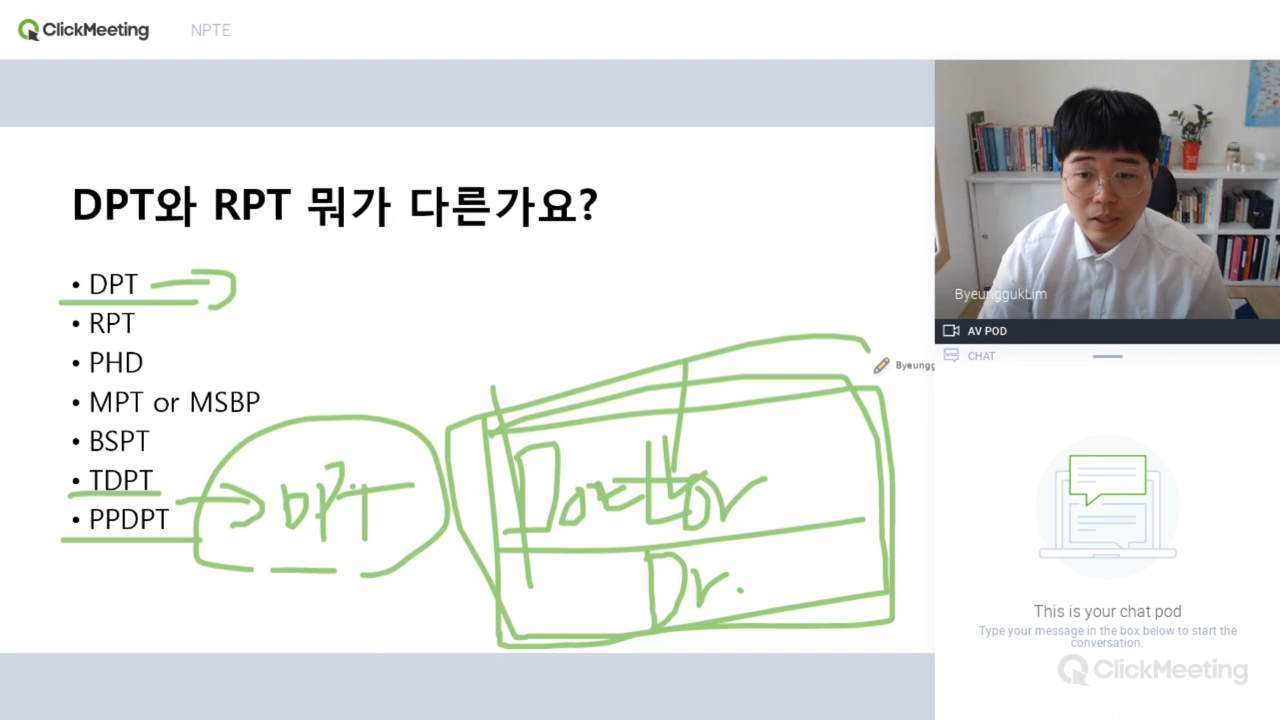 ClickMeeting NPTE
DPT와 RPT 뭐가 다른가요?
• DPT
• RPT
• PHD
• MPT or MSBP
• BSPT
• TDPT
• PPDPT
DPT
Doctor
Dr.
Byeungg
ByeunggukLim
AV POD
CHAT
This is your chat pod
Type your message in the box below to start the
conversation.
ClickMeeting